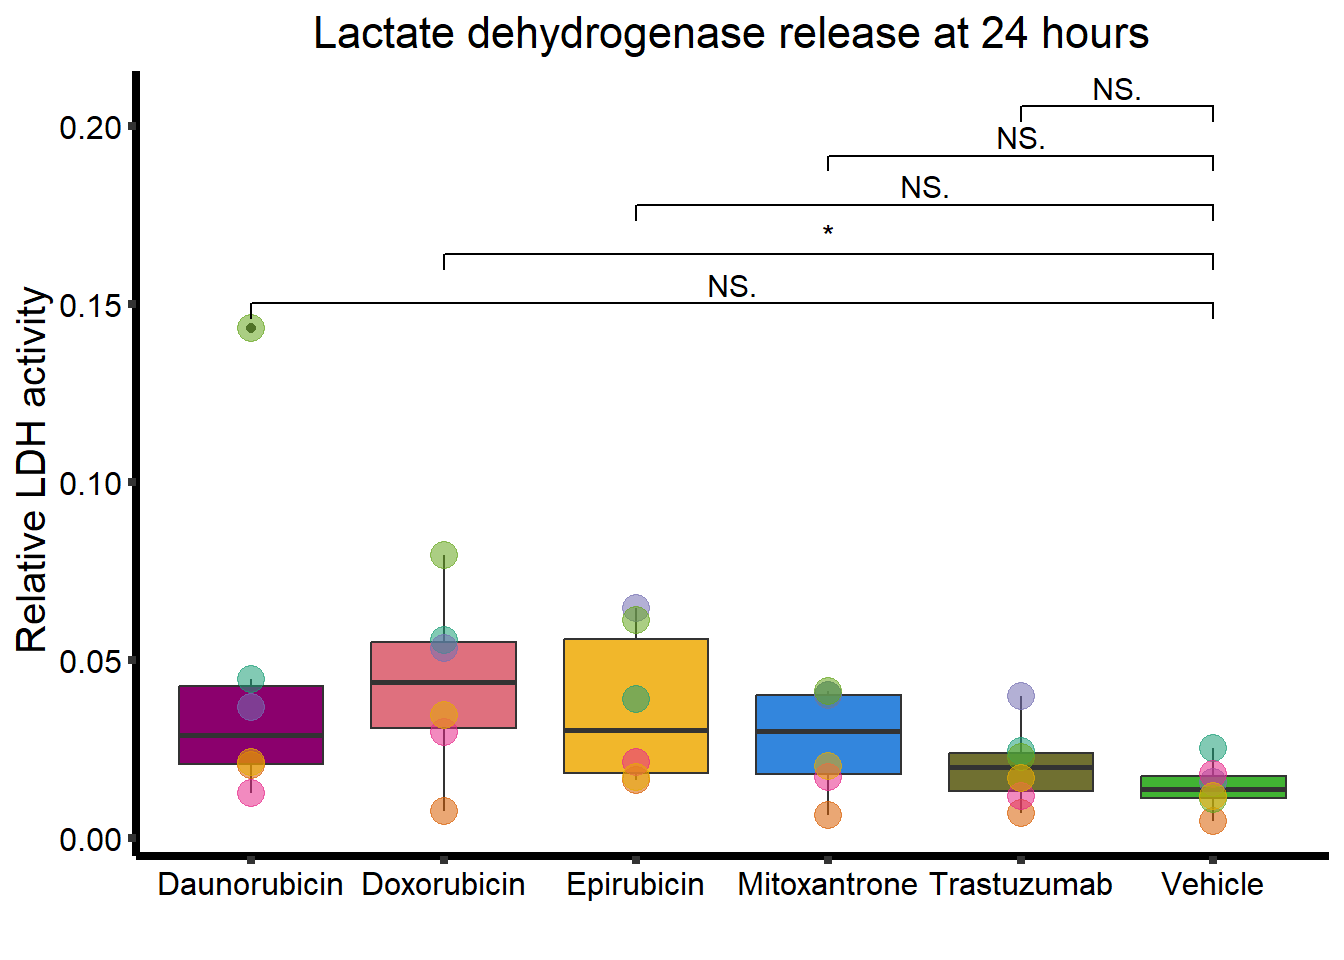 Lactate dehydrogenase release at 24 hours
NS.
0.20
NS.
NS.
*
NS.
0.15
0.10
0.05
0.00
Relative LDH activity
Daunorubicin Doxorubicin Epirubicin Mitoxantrone Trastuzumab Vehicle